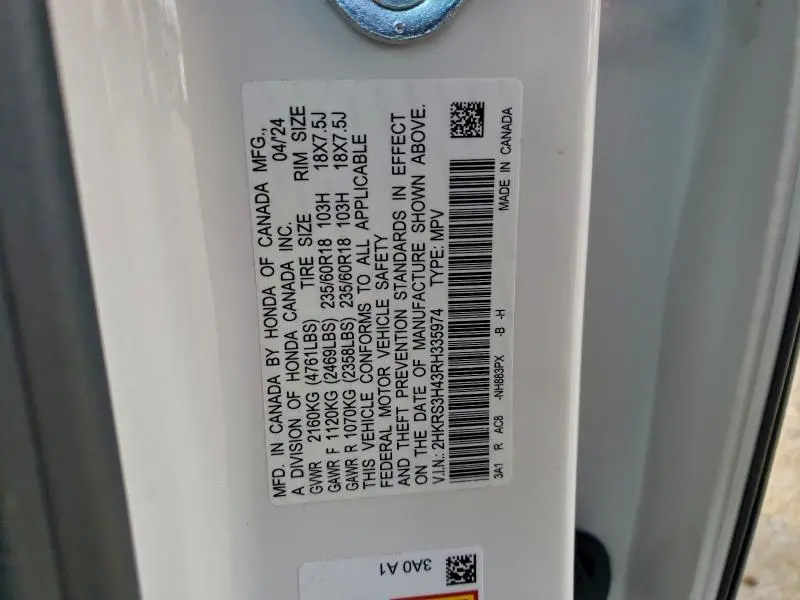 MFD. IN CANADA BY HONDA OF CANADA MFG.,
A DIVISION OF HONDA CANADA INC. 04/'24
GVWR 2160KG (4761LBS) TIRE SIZE RIM SIZE
GAWR F 1120KG (2469LBS) 235/60R18 103H 18X7.5J
GAWR R 1070KG (2358LBS) 235/60R18 103H 18X7.5J
THIS VEHICLE CONFORMS TO ALL APPLICABLE
FEDERAL MOTOR VEHICLE SAFETY
AND THEFT PREVENTION STANDARDS IN EFFECT
ON THE DATE OF MANUFACTURE SHOWN ABOVE.
V.I.N.: 2HKRS3H43RH335974 TYPE: MPV
3A1 R AC8 -NH883PX -B -H MADE IN CANADA
3A0 A1